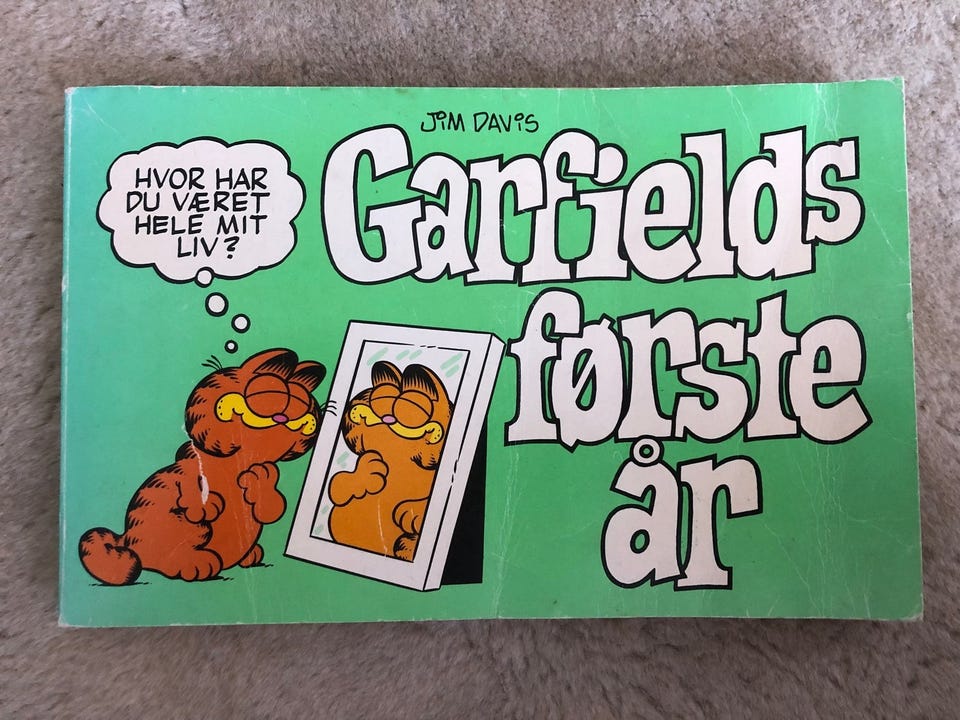 JIM DAVIS
Garfields
første
år
HVOR HAR
DU VÆRET
HELE MIT
LIV?